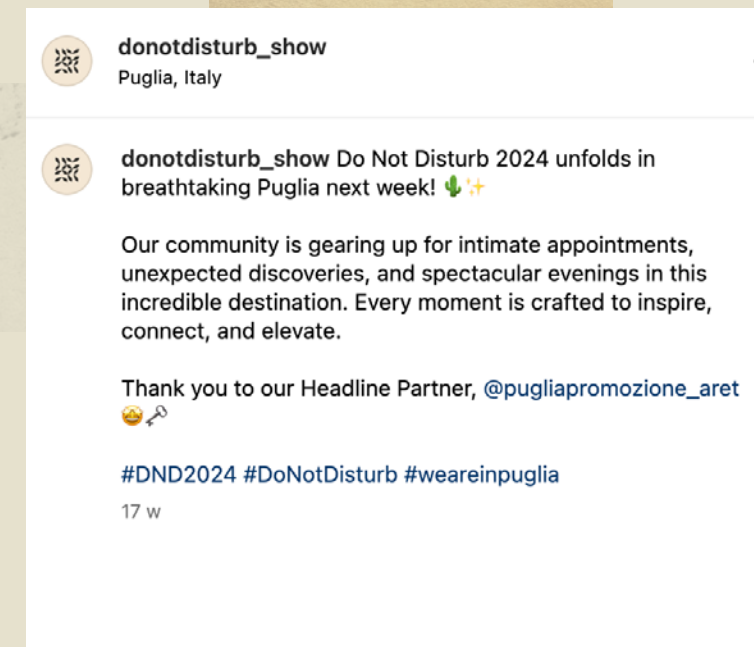 donotdisturb_show
Puglia, Italy
donotdisturb_show Do Not Disturb 2024 unfolds in
breathtaking Puglia next week! 🌵✨
Our community is gearing up for intimate appointments,
unexpected discoveries, and spectacular evenings in this
incredible destination. Every moment is crafted to inspire,
connect, and elevate.
Thank you to our Headline Partner, @pugliapromozione_aret
🤩🗝️
#DND2024 #DoNotDisturb #weareinpuglia
17 w